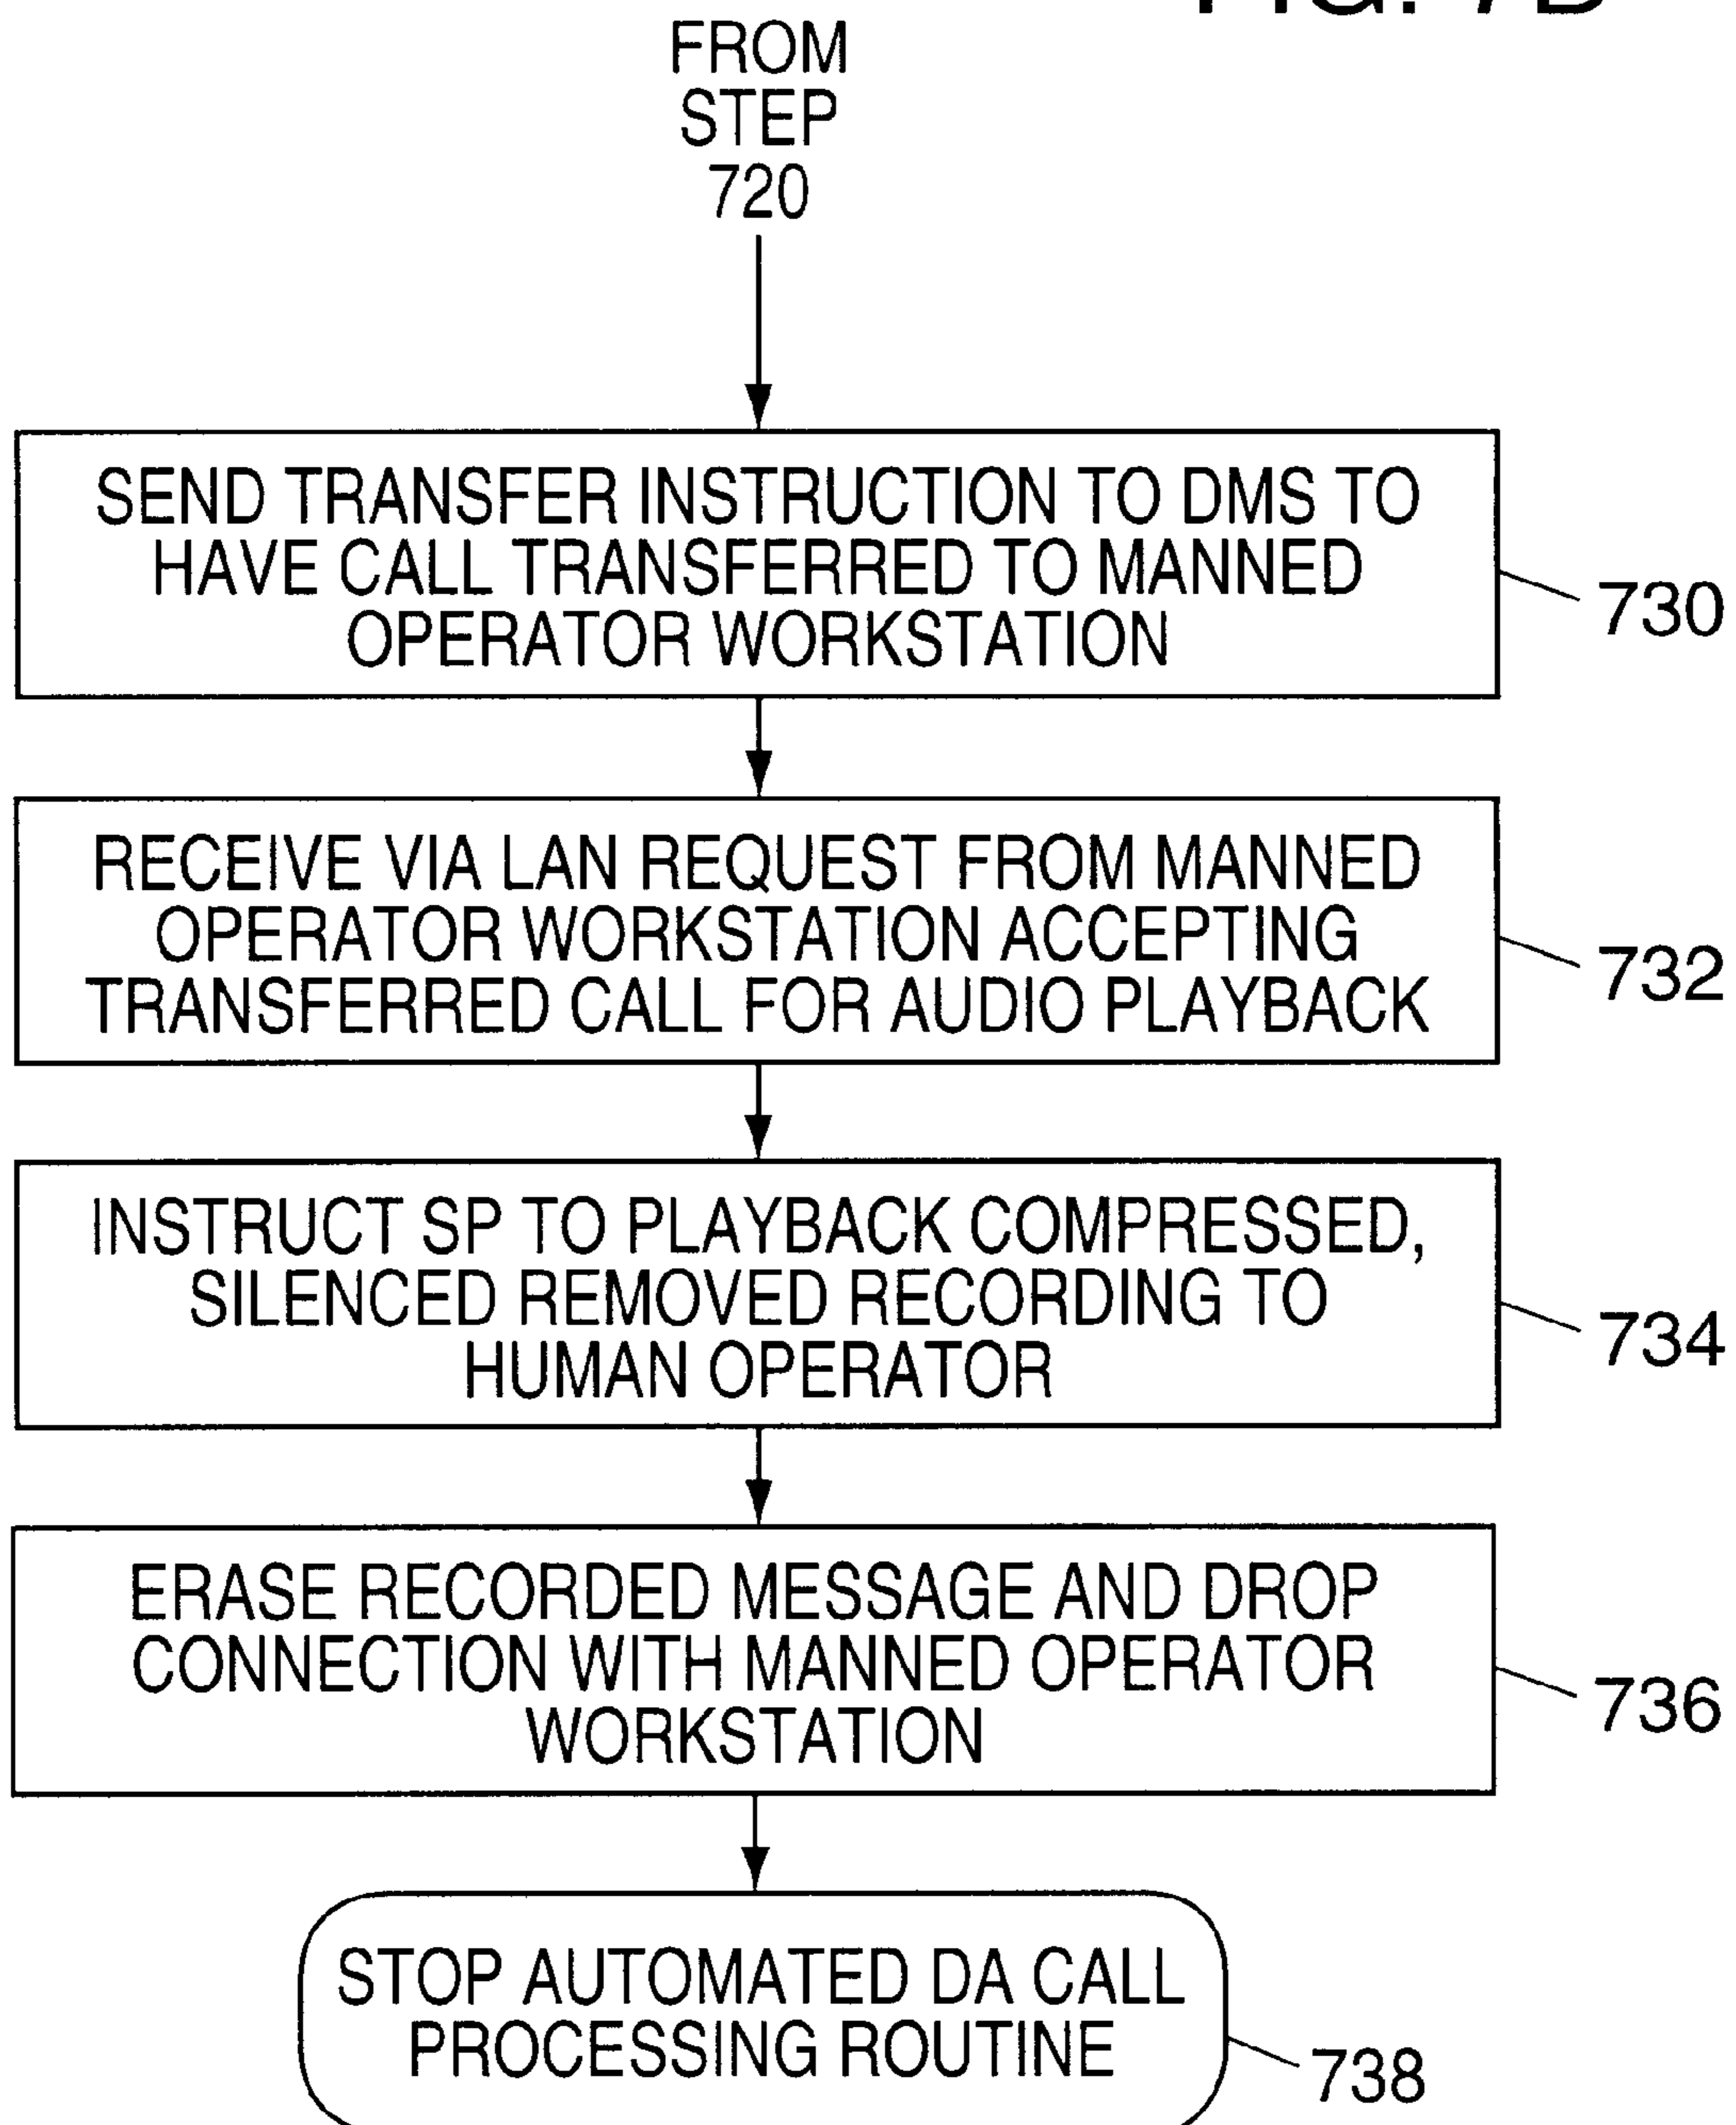 FROM
STEP
720
SEND TRANSFER INSTRUCTION TO DMS TO
HAVE CALL TRANSFERRED TO MANNED
OPERATOR WORKSTATION
730
RECEIVE VIA LAN REQUEST FROM MANNED
OPERATOR WORKSTATION ACCEPTING
TRANSFERRED CALL FOR AUDIO PLAYBACK
732
INSTRUCT SP TO PLAYBACK COMPRESSED,
SILENCED REMOVED RECORDING TO
HUMAN OPERATOR
734
ERASE RECORDED MESSAGE AND DROP
CONNECTION WITH MANNED OPERATOR
WORKSTATION
736
STOP AUTOMATED DA CALL
PROCESSING ROUTINE
738